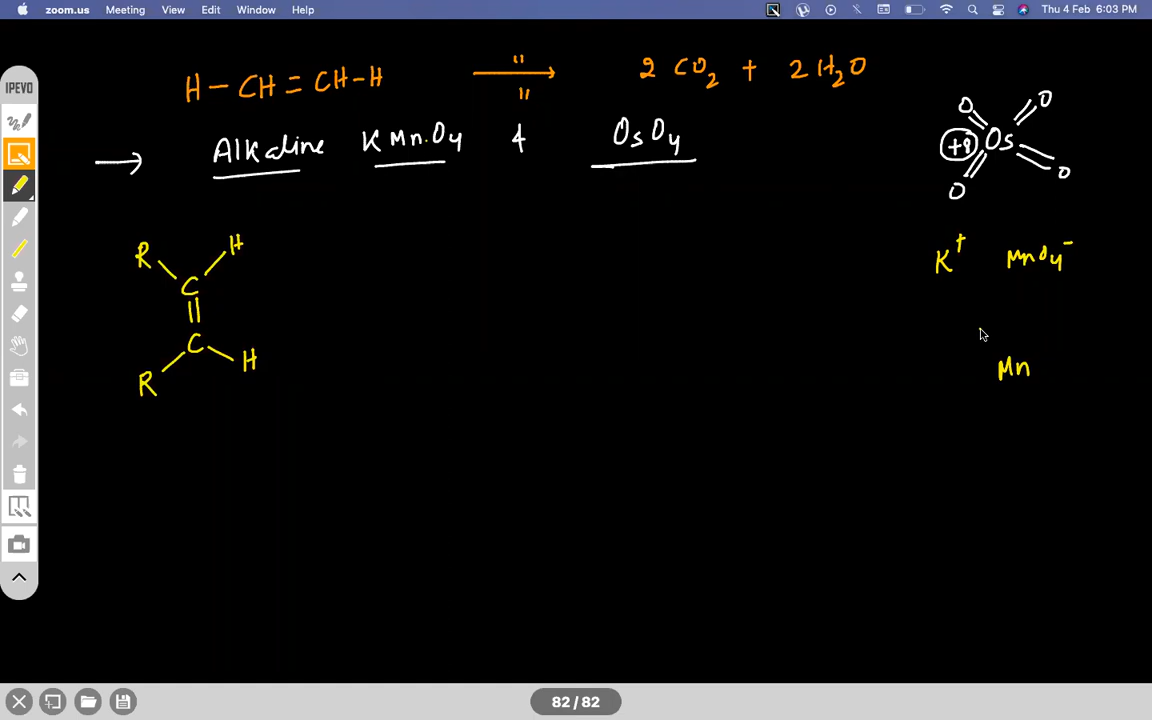 zoom.us Meeting View Edit Window Help Thu 4 Feb 6:03 PM
H - CH = CH - H " " 2 CO2 + 2 H2O
IPEVO
→ Alkaline KMnO4 & OsO4
O O
+8 Os
O O
R H
C
C
R H
K+ MnO4-
Mn
82 / 82